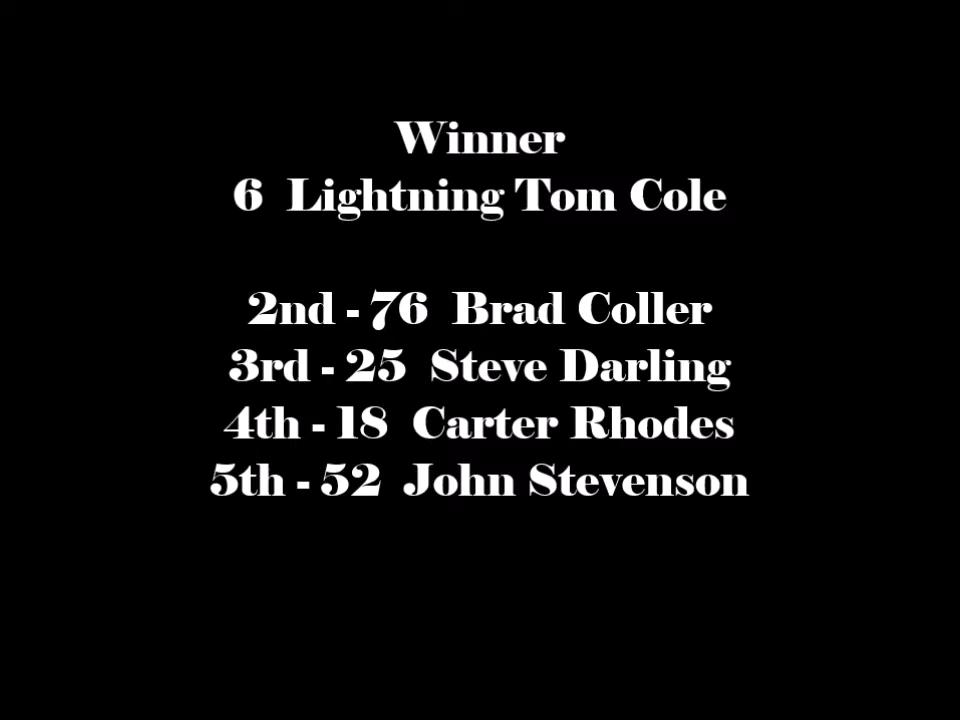 Winner
6 Lightning Tom Cole
2nd - 76 Brad Coller
3rd - 25 Steve Darling
4th - 18 Carter Rhodes
5th - 52 John Stevenson